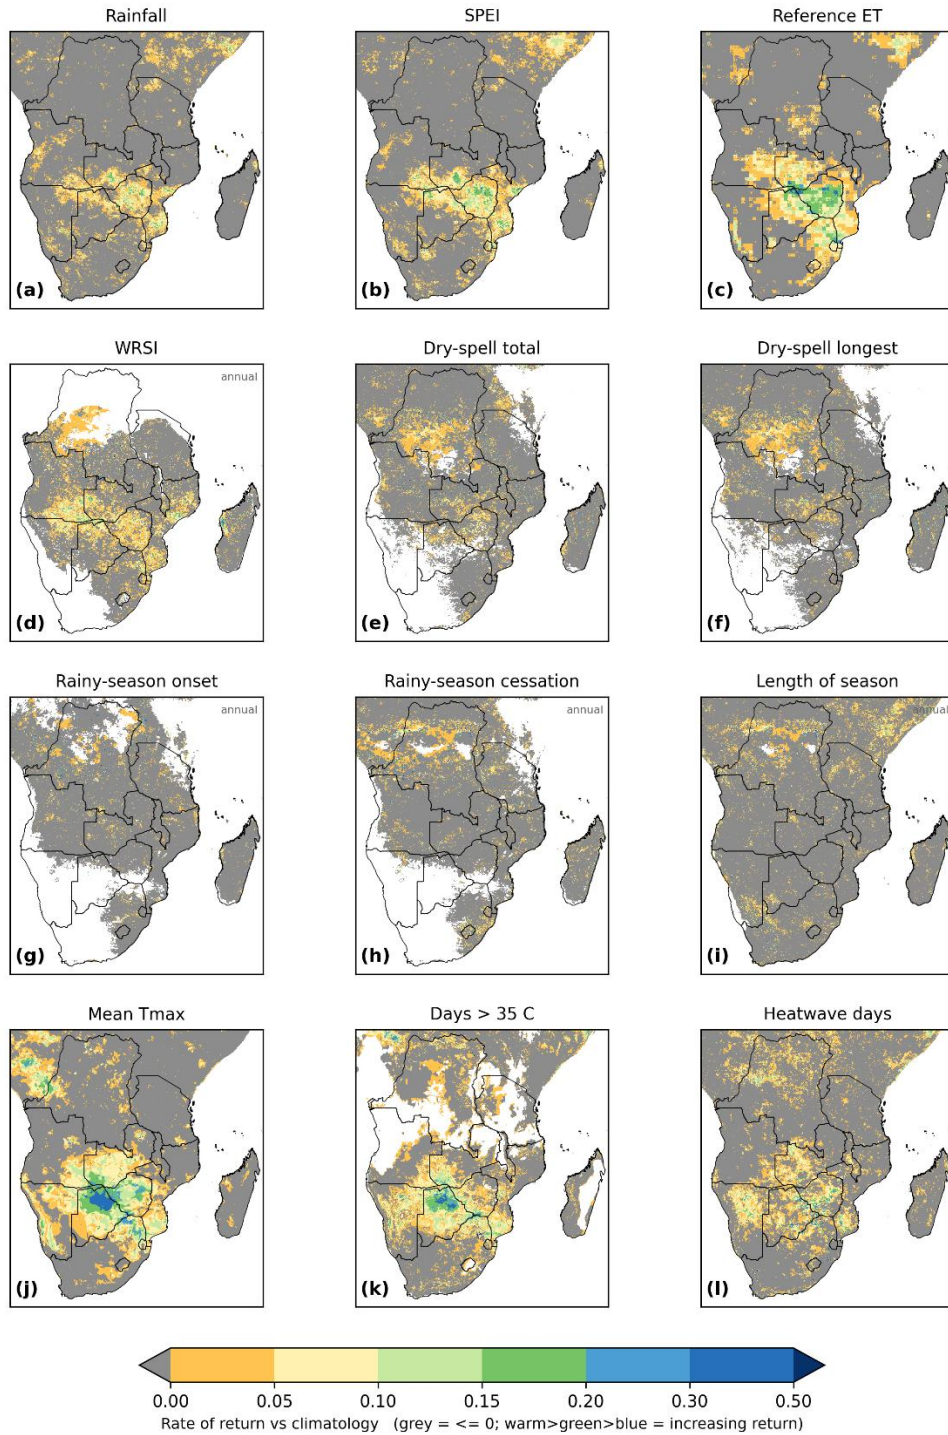 Rainfall
SPEI
Reference ET
(a)
(b)
(c)
WRSI
Dry-spell total
Dry-spell longest
annual
(d)
(e)
(f)
Rainy-season onset
Rainy-season cessation
Length of season
annual
annual
annual
(g)
(h)
(i)
Mean Tmax
Days > 35 C
Heatwave days
(j)
(k)
(l)
0.00 0.05 0.10 0.15 0.20 0.30 0.50
Rate of return vs climatology (grey = <= 0; warm>green>blue = increasing return)